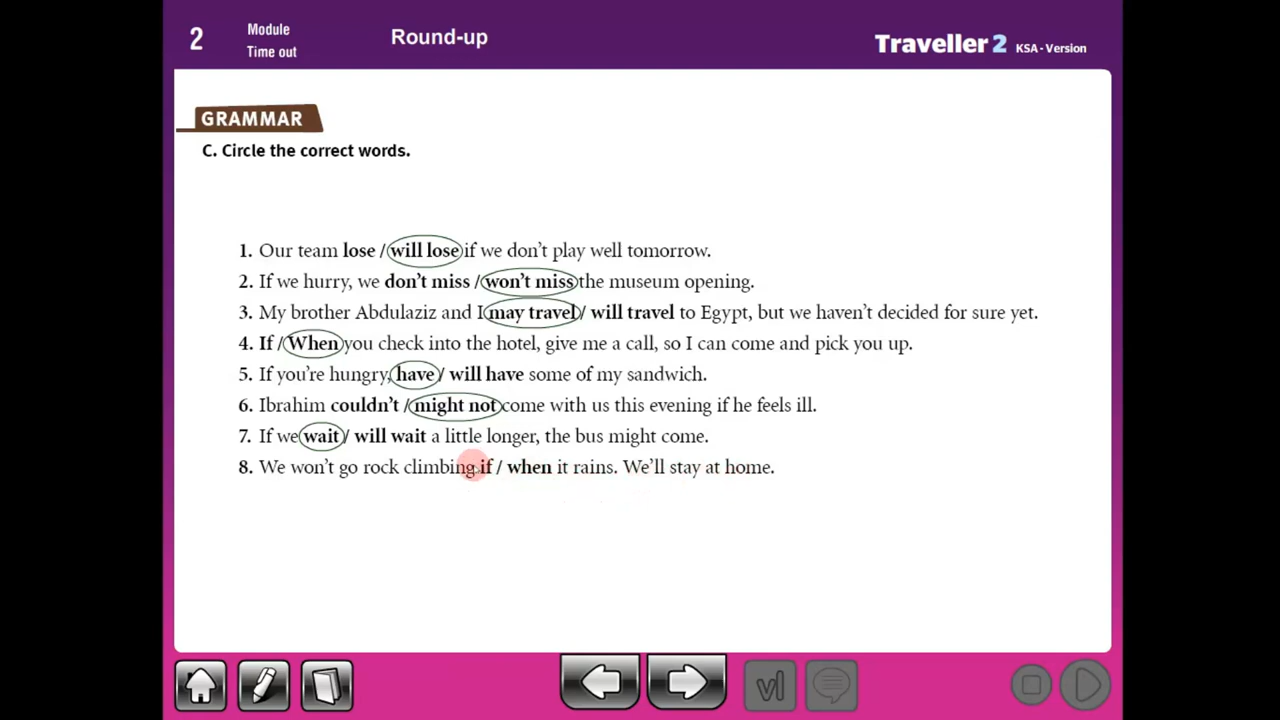 2
Module
Time out
Round-up
Traveller 2 KSA - Version
GRAMMAR
C. Circle the correct words.
1. Our team lose / will lose if we don't play well tomorrow.
2. If we hurry, we don't miss / won't miss the museum opening.
3. My brother Abdulaziz and I may travel / will travel to Egypt, but we haven't decided for sure yet.
4. If / When you check into the hotel, give me a call, so I can come and pick you up.
5. If you're hungry, have / will have some of my sandwich.
6. Ibrahim couldn't / might not come with us this evening if he feels ill.
7. If we wait / will wait a little longer, the bus might come.
8. We won't go rock climbing if / when it rains. We'll stay at home.